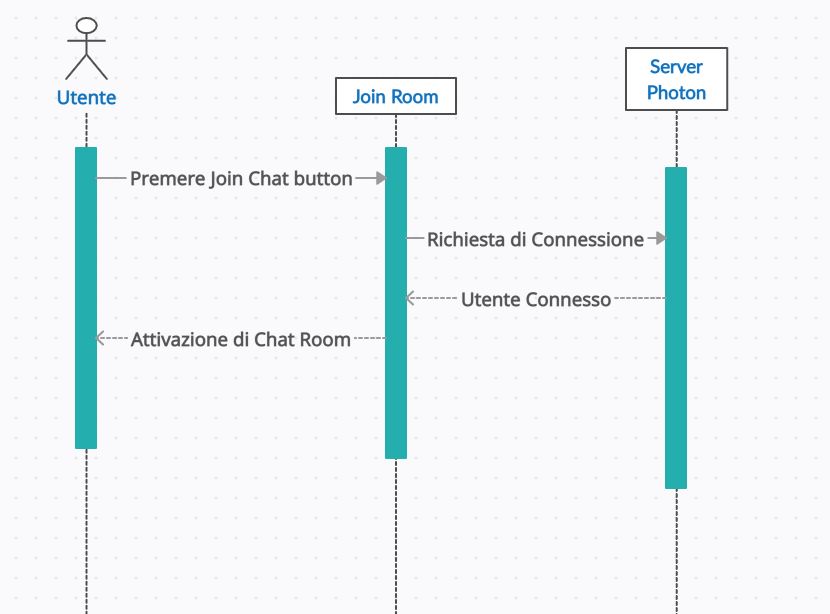 Utente
Join Room
Server
Photon
Premere Join Chat button
Richiesta di Connessione
Utente Connesso
Attivazione di Chat Room